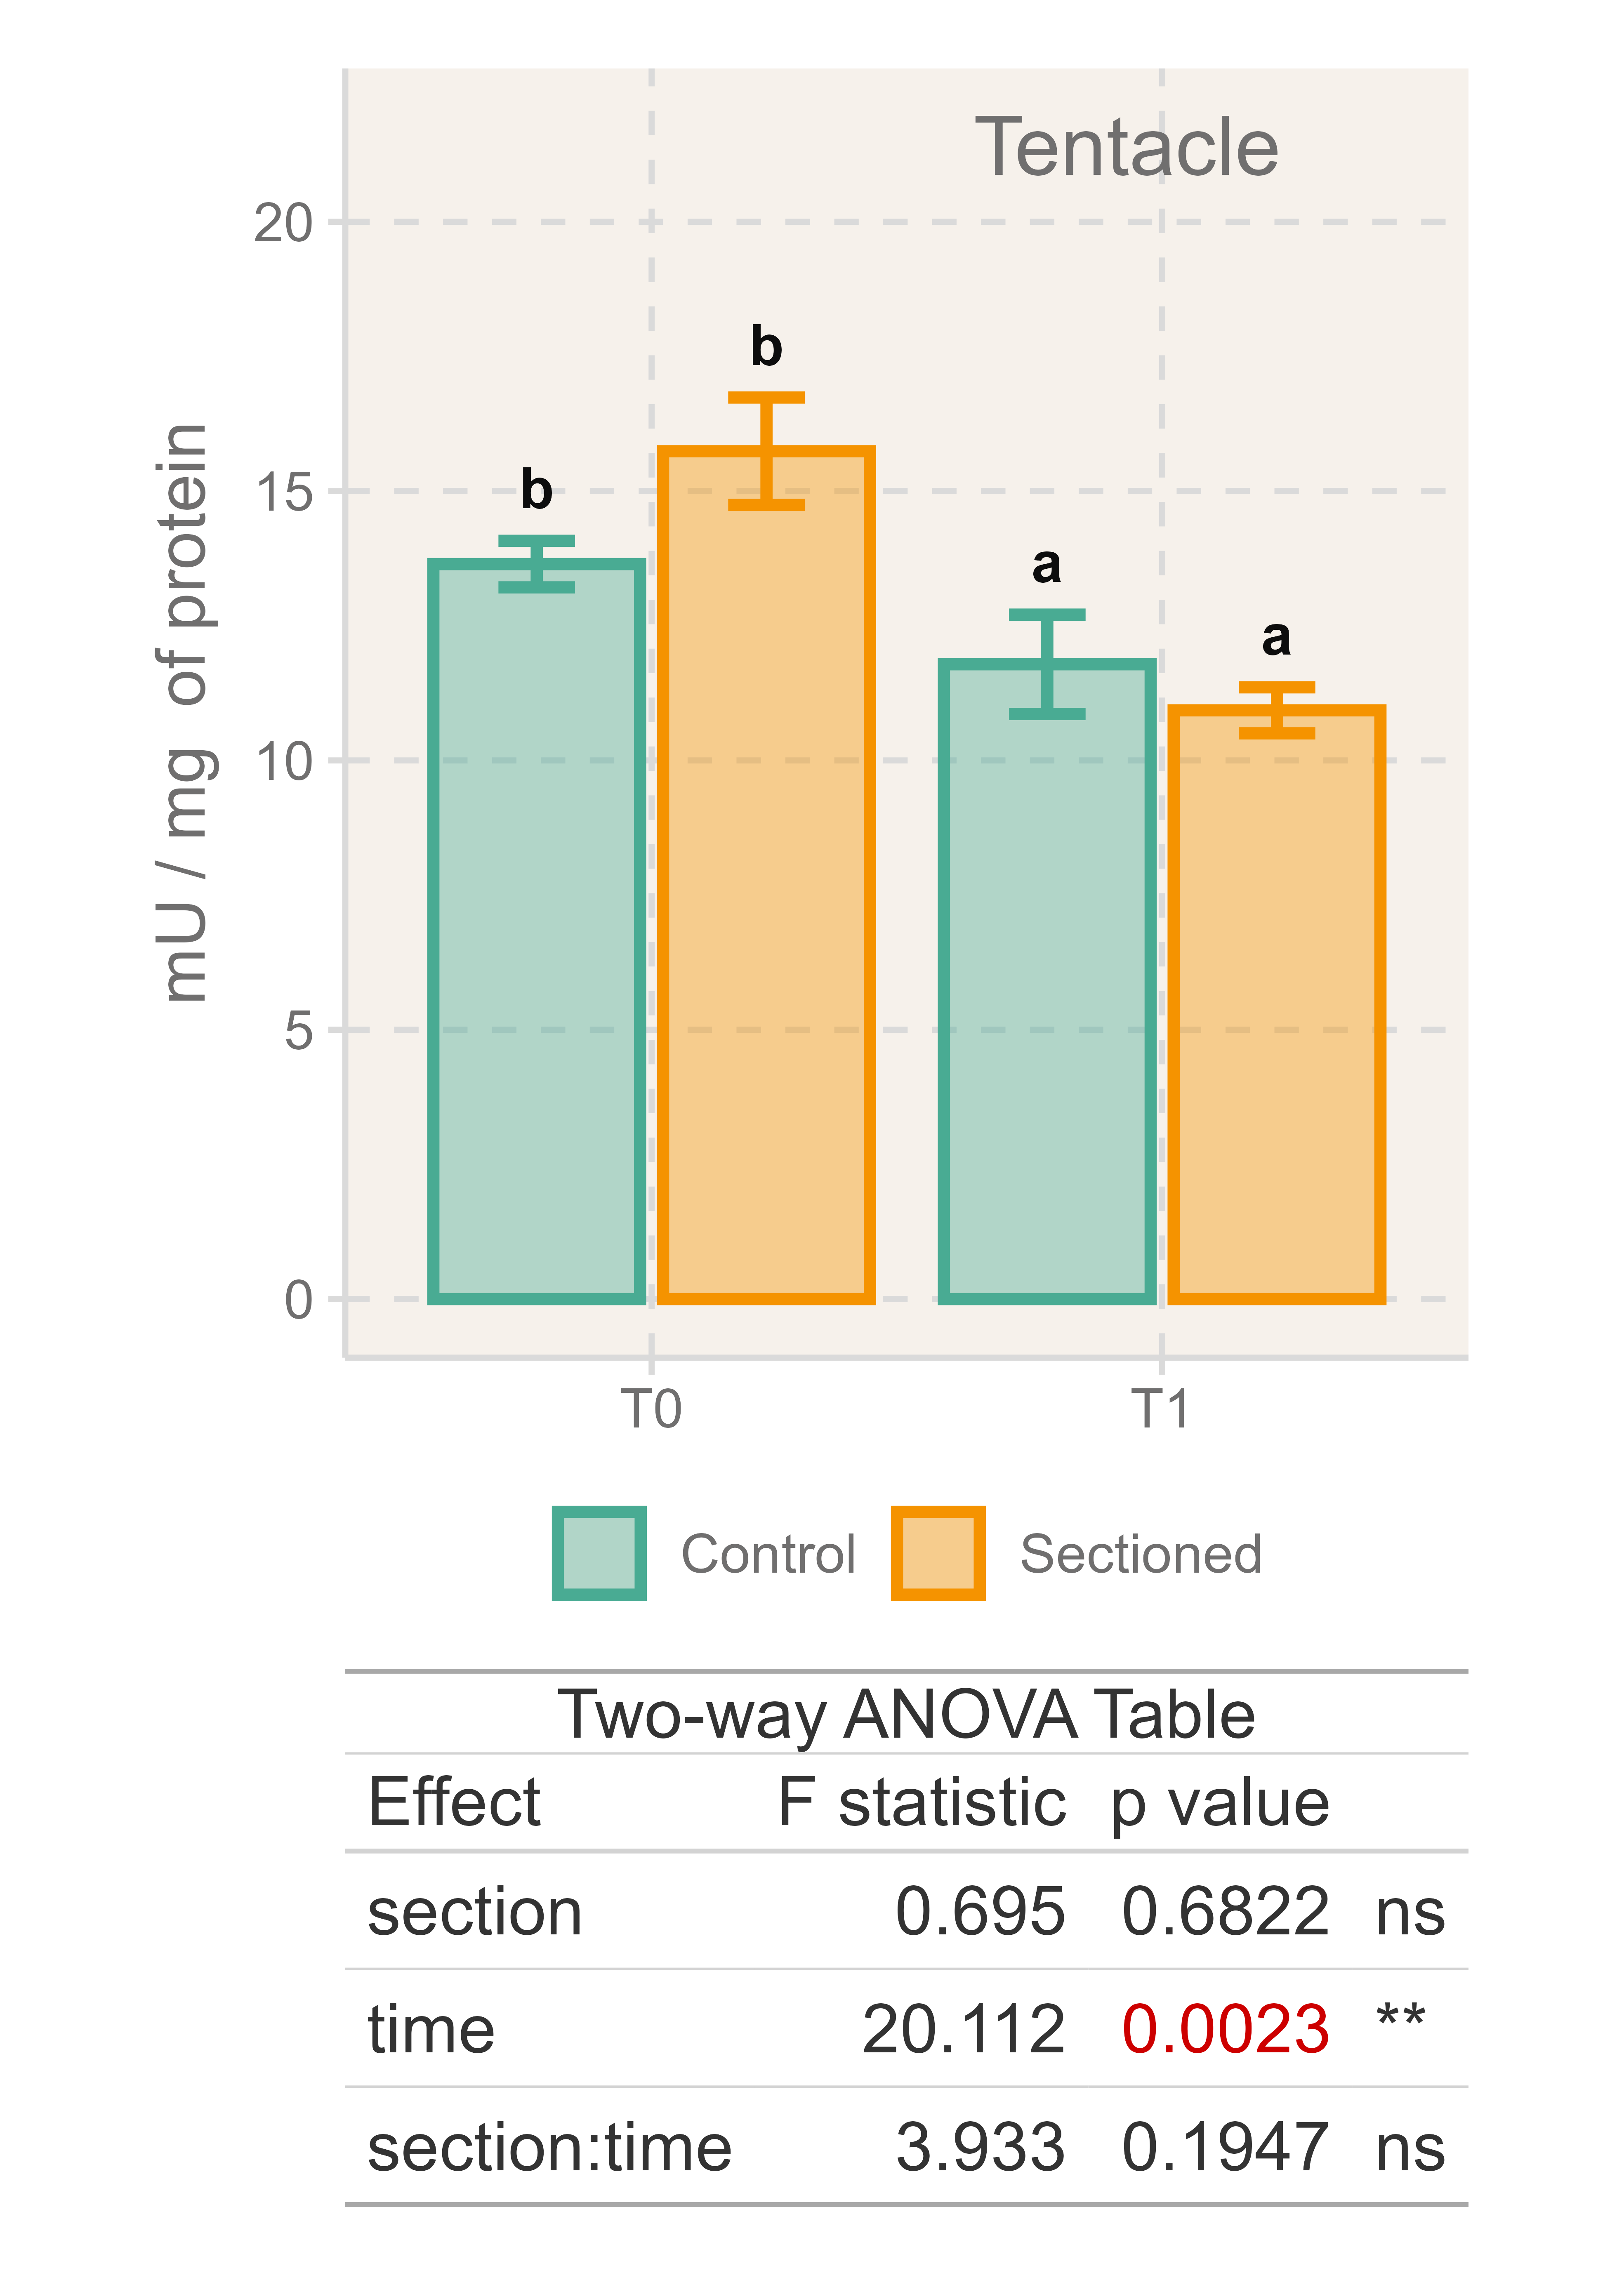 Tentacle
20
15
10
5
0
mU / mg of protein
b
b
a
a
T0
T1
Control
Sectioned
Two-way ANOVA Table
Effect F statistic p value
section 0.695 0.6822 ns
time 20.112 0.0023 **
section:time 3.933 0.1947 ns